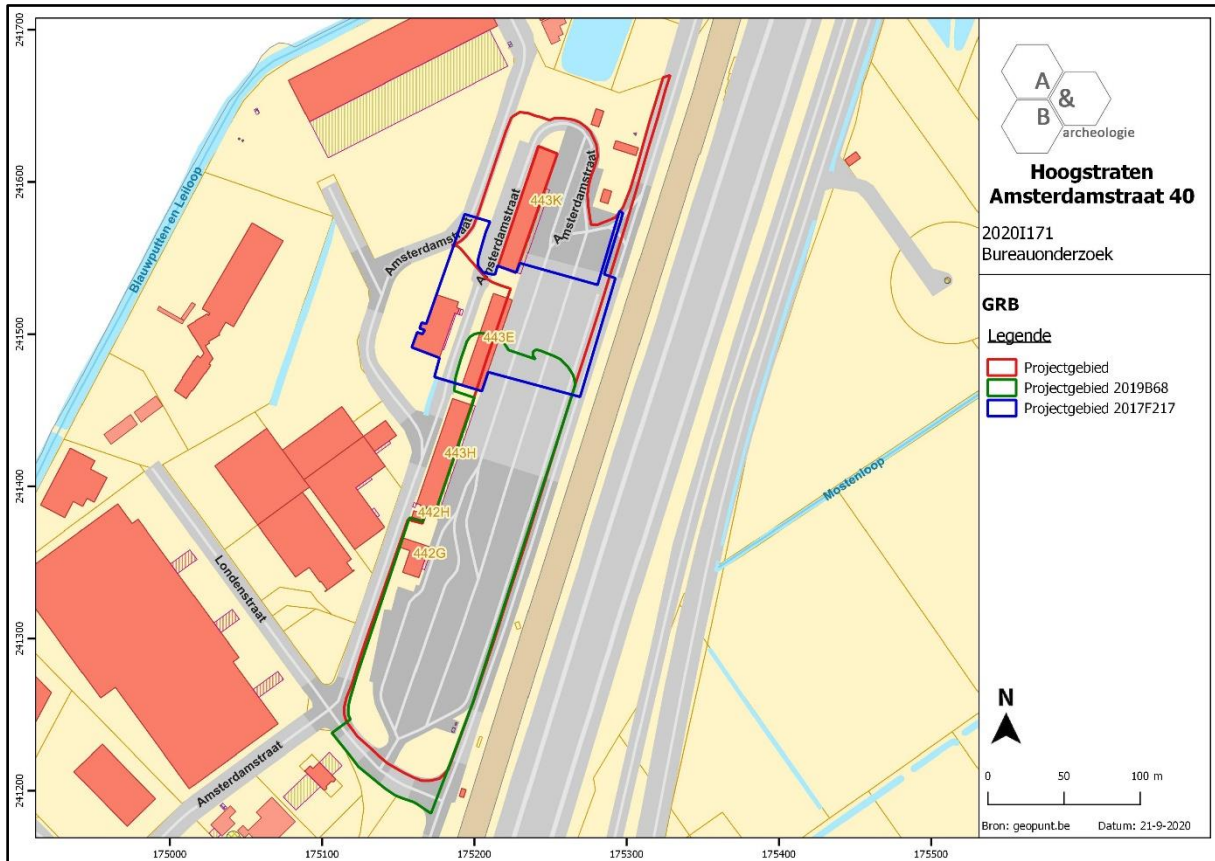 241700
241600
241500
241400
241300
241200
175000
175100
175200
175300
175400
175500
Blauwputten en Leiloop
Amsterdamstraat
Amsterdamstraat
Amsterdamstraat
Amsterdamstraat
443K
443E
443H
442H
442G
Londenstraat
Amsterdamstraat
Mostenloop
A
&
B
archeologie
Hoogstraten
Amsterdamstraat 40
2020I171
Bureauonderzoek
GRB
Legende
Projectgebied
Projectgebied 2019B68
Projectgebied 2017F217
N
0 50 100 m
Bron: geopunt.be Datum: 21-9-2020